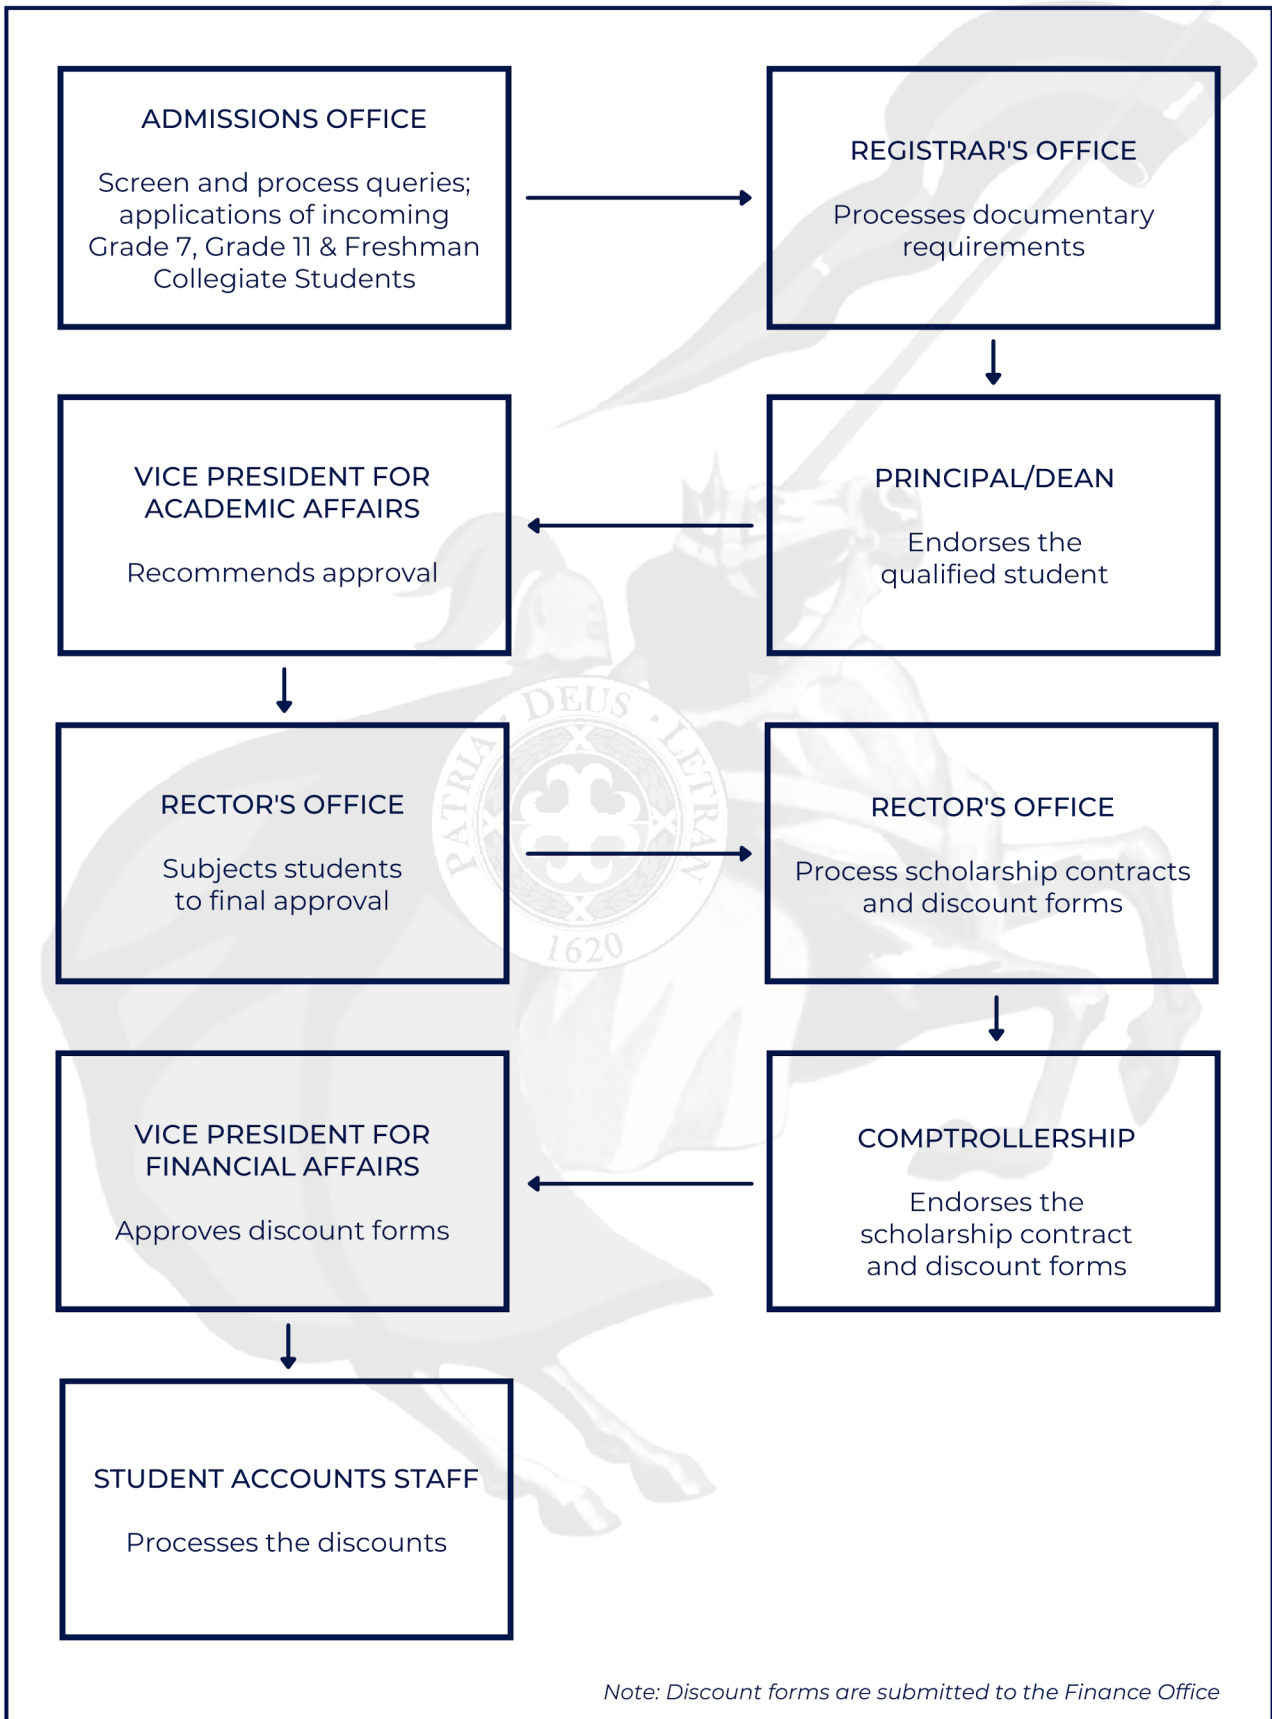 ADMISSIONS OFFICE
Screen and process queries;
applications of incoming
Grade 7, Grade 11 & Freshman
Collegiate Students
REGISTRAR'S OFFICE
Processes documentary
requirements
PRINCIPAL/DEAN
Endorses the
qualified student
VICE PRESIDENT FOR
ACADEMIC AFFAIRS
Recommends approval
RECTOR'S OFFICE
Subjects students
to final approval
RECTOR'S OFFICE
Process scholarship contracts
and discount forms
COMPTROLLERSHIP
Endorses the
scholarship contract
and discount forms
VICE PRESIDENT FOR
FINANCIAL AFFAIRS
Approves discount forms
STUDENT ACCOUNTS STAFF
Processes the discounts
Note: Discount forms are submitted to the Finance Office
PATRIA · DEUS · LETRAN
1620